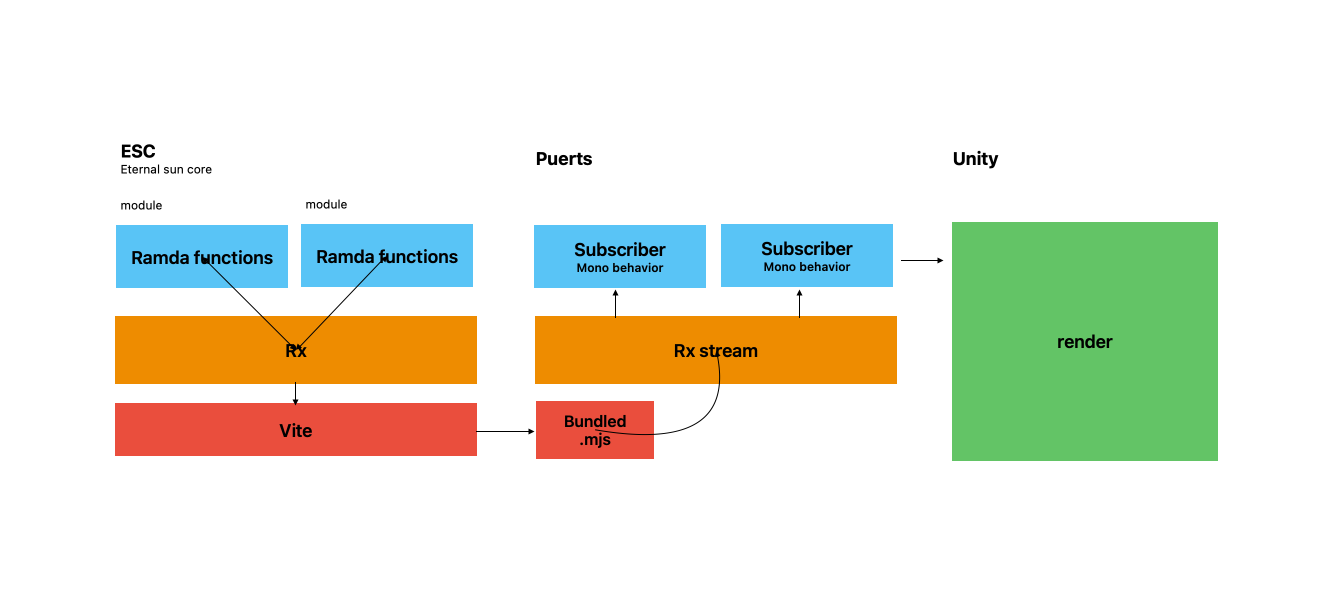 ESC
Eternal sun core
module
module
Ramda functions
Ramda functions
Rx
Vite
Puerts
Subscriber
Mono behavior
Subscriber
Mono behavior
Rx stream
Bundled
.mjs
Unity
render